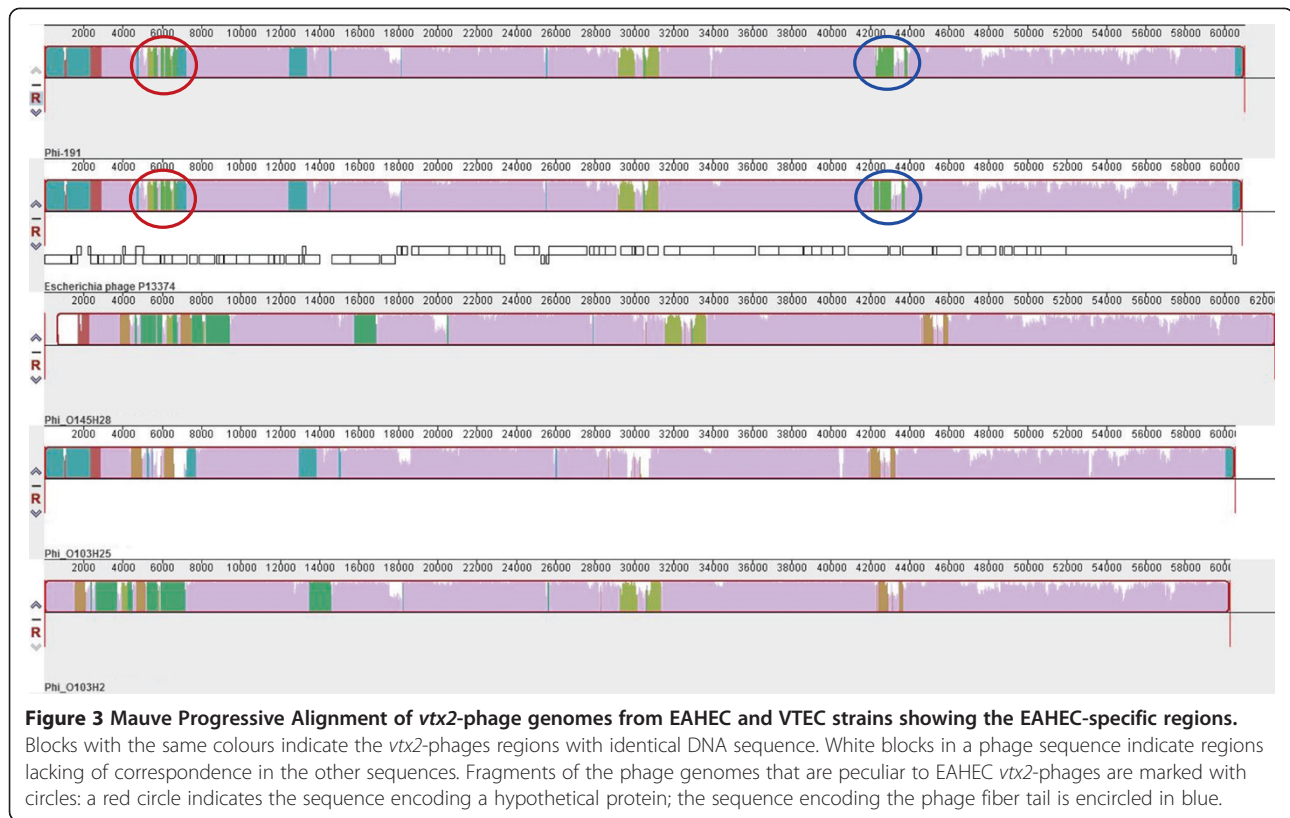 2000 4000 6000 8000 10000 12000 14000 16000 18000 20000 22000 24000 26000 28000 30000 32000 34000 36000 38000 40000 42000 44000 46000 48000 50000 52000 54000 56000 58000 60000
R
Phi-191
2000 4000 6000 8000 10000 12000 14000 16000 18000 20000 22000 24000 26000 28000 30000 32000 34000 36000 38000 40000 42000 44000 46000 48000 50000 52000 54000 56000 58000 60000
R
Escherichia phage P13374
2000 4000 6000 8000 10000 12000 14000 16000 18000 20000 22000 24000 26000 28000 30000 32000 34000 36000 38000 40000 42000 44000 46000 48000 50000 52000 54000 56000 58000 60000 62000
R
Phi_O145H28
2000 4000 6000 8000 10000 12000 14000 16000 18000 20000 22000 24000 26000 28000 30000 32000 34000 36000 38000 40000 42000 44000 46000 48000 50000 52000 54000 56000 58000 60000
R
Phi_O103H25
2000 4000 6000 8000 10000 12000 14000 16000 18000 20000 22000 24000 26000 28000 30000 32000 34000 36000 38000 40000 42000 44000 46000 48000 50000 52000 54000 56000 58000 6000
R
Phi_O103H2
Figure 3 Mauve Progressive Alignment of vtx2-phage genomes from EAHEC and VTEC strains showing the EAHEC-specific regions.
Blocks with the same colours indicate the vtx2-phages regions with identical DNA sequence. White blocks in a phage sequence indicate regions
lacking of correspondence in the other sequences. Fragments of the phage genomes that are peculiar to EAHEC vtx2-phages are marked with
circles: a red circle indicates the sequence encoding a hypothetical protein; the sequence encoding the phage fiber tail is encircled in blue.